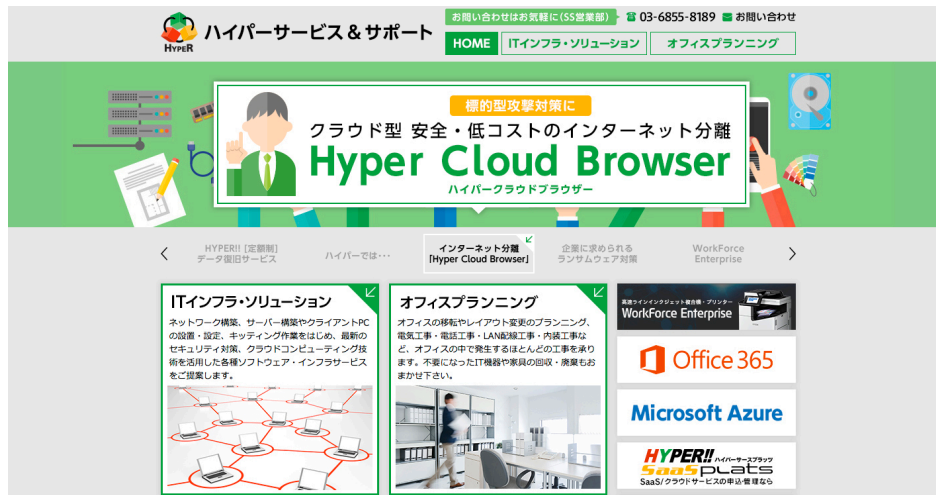 HYPER
ハイパーサービス＆サポート
お問い合わせはお気軽に(SS営業部)
03-6855-8189
お問い合わせ
HOME
ITインフラ・ソリューション
オフィスプランニング
標的型攻撃対策に
クラウド型 安全・低コストのインターネット分離
Hyper Cloud Browser
ハイパークラウドブラウザー
HYPER!! [定額制]
データ復旧サービス
ハイパーでは･･･
インターネット分離
「Hyper Cloud Browser」
企業に求められる
ランサムウェア対策
WorkForce
Enterprise
ITインフラ・ソリューション
ネットワーク構築、サーバー構築やクライアントPC
の設置・設定、キッティング作業をはじめ、最新の
セキュリティ対策、クラウドコンピューティング技
術を活用した各種ソフトウェア・インフラサービス
をご提案します。
オフィスプランニング
オフィスの移転やレイアウト変更のプランニング、
電気工事・電話工事・LAN配線工事・内装工事な
ど、オフィスの中で発生するほとんどの工事を承り
ます。不要になったIT機器や家具の回収・廃棄もお
まかせ下さい。
高速ラインインクジェット複合機・プリンター
WorkForce Enterprise
Office 365
Microsoft Azure
HYPER!! ハイパーサースプラッツ
SaaSplats
SaaS/クラウドサービスの申込・管理なら